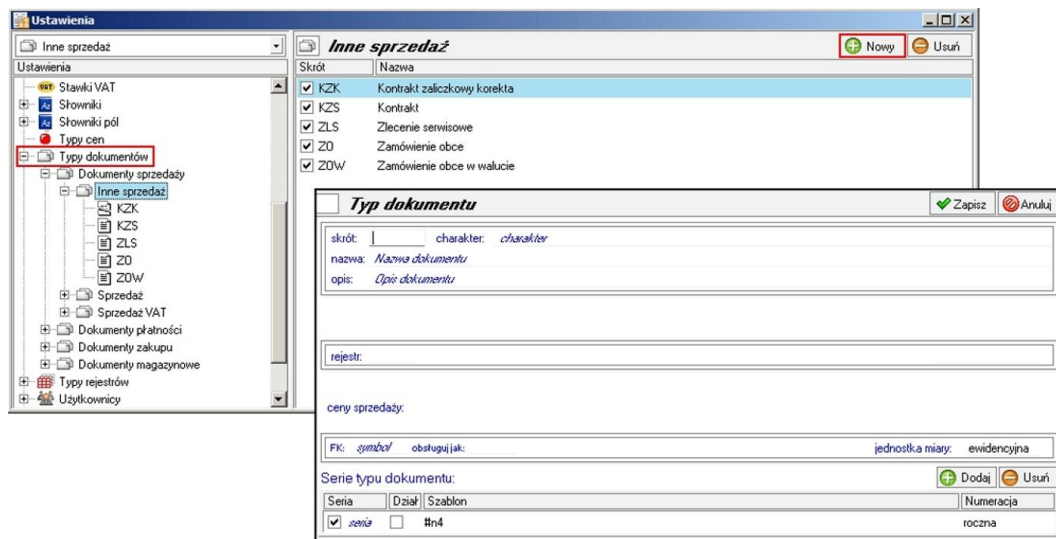 Ustawienia
Inne sprzedaż
Ustawienia
Stawki VAT
Słowniki
Słowniki pól
Typy cen
Typy dokumentów
Dokumenty sprzedaży
Inne sprzedaż
KZK
KZS
ZLS
ZO
ZOW
Sprzedaż
Sprzedaż VAT
Dokumenty płatności
Dokumenty zakupu
Dokumenty magazynowe
Typy rejestrów
Użytkownicy
Inne sprzedaż Nowy Usuń
Skrót Nazwa
KZK Kontrakt zaliczkowy korekta
KZS Kontrakt
ZLS Zlecenie serwisowe
ZO Zamówienie obce
ZOW Zamówienie obce w walucie
Typ dokumentu Zapisz Anuluj
skrót: charakter: charakter
nazwa: Nazwa dokumentu
opis: Opis dokumentu
rejestr:
ceny sprzedaży:
FK: symbol obsługuj jak: jednostka miary: ewidencyjna
Serie typu dokumentu: Dodaj Usuń
Seria Dział Szablon Numeracja
seria #n4 roczna